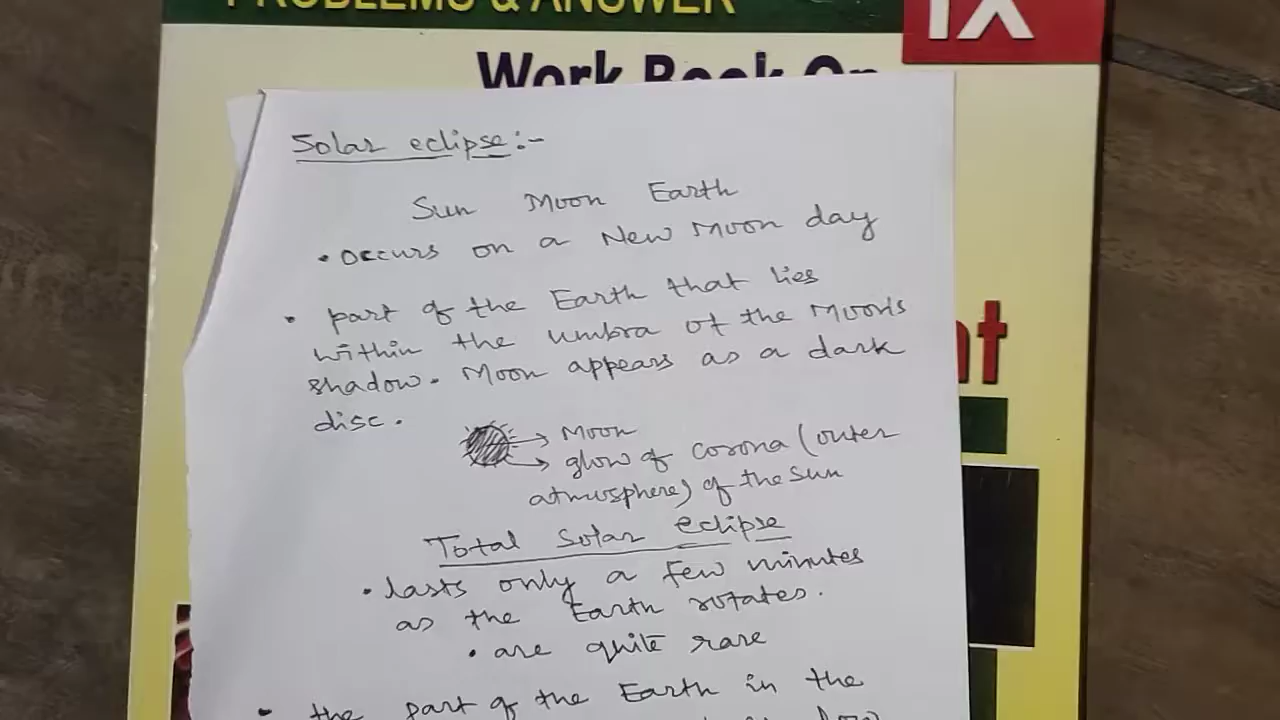 PROBLEMS & ANSWER
IX
Work Book On
Solar eclipse:-
Sun Moon Earth
• occurs on a New Moon day
• part of the Earth that lies
within the umbra of the Moon's
shadow. Moon appears as a dark
disc.
→ Moon
→ glow of corona (outer
atmosphere) of the Sun
Total Solar eclipse
• lasts only a few minutes
as the Earth rotates.
• are quite rare
• the part of the Earth in the